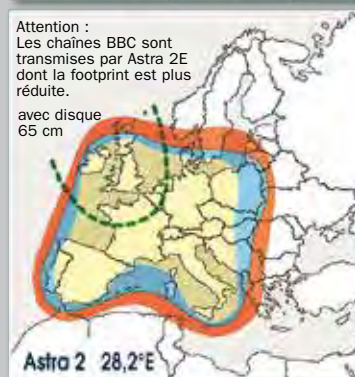 Attention :
Les chaînes BBC sont
transmises par Astra 2E
dont la footprint est plus
réduite.
avec disque
65 cm
Astra 2 28,2°E